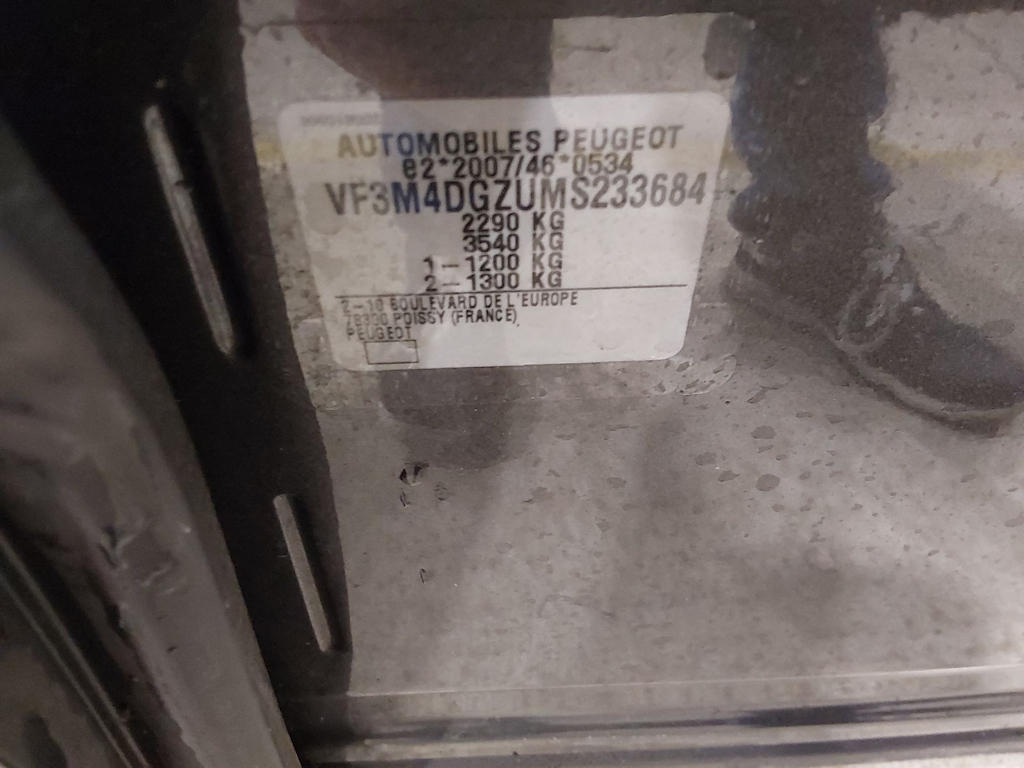 AUTOMOBILES PEUGEOT
e2*2007/46*0534
VF3M4DGZUMS233684
2290 KG
3540 KG
1-1200 KG
2-1300 KG
2-10 BOULEVARD DE L'EUROPE
78300 POISSY (FRANCE)
PEUGEOT